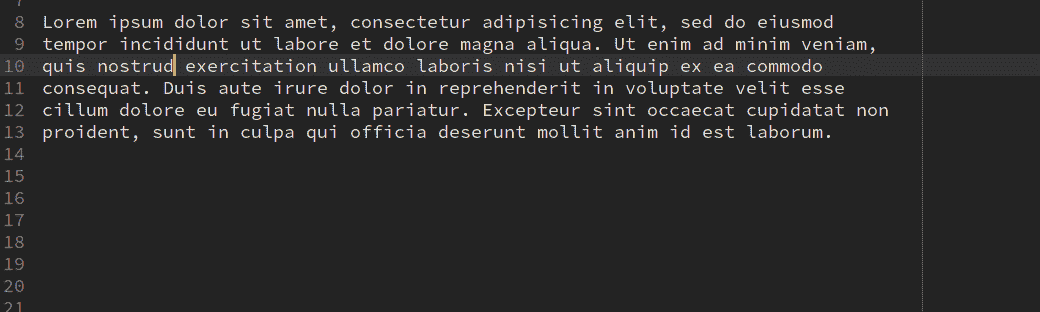 7
8 Lorem ipsum dolor sit amet, consectetur adipisicing elit, sed do eiusmod
9 tempor incididunt ut labore et dolore magna aliqua. Ut enim ad minim veniam,
10 quis nostrud exercitation ullamco laboris nisi ut aliquip ex ea commodo
11 consequat. Duis aute irure dolor in reprehenderit in voluptate velit esse
12 cillum dolore eu fugiat nulla pariatur. Excepteur sint occaecat cupidatat non
13 proident, sunt in culpa qui officia deserunt mollit anim id est laborum.
14
15
16
17
18
19
20
21